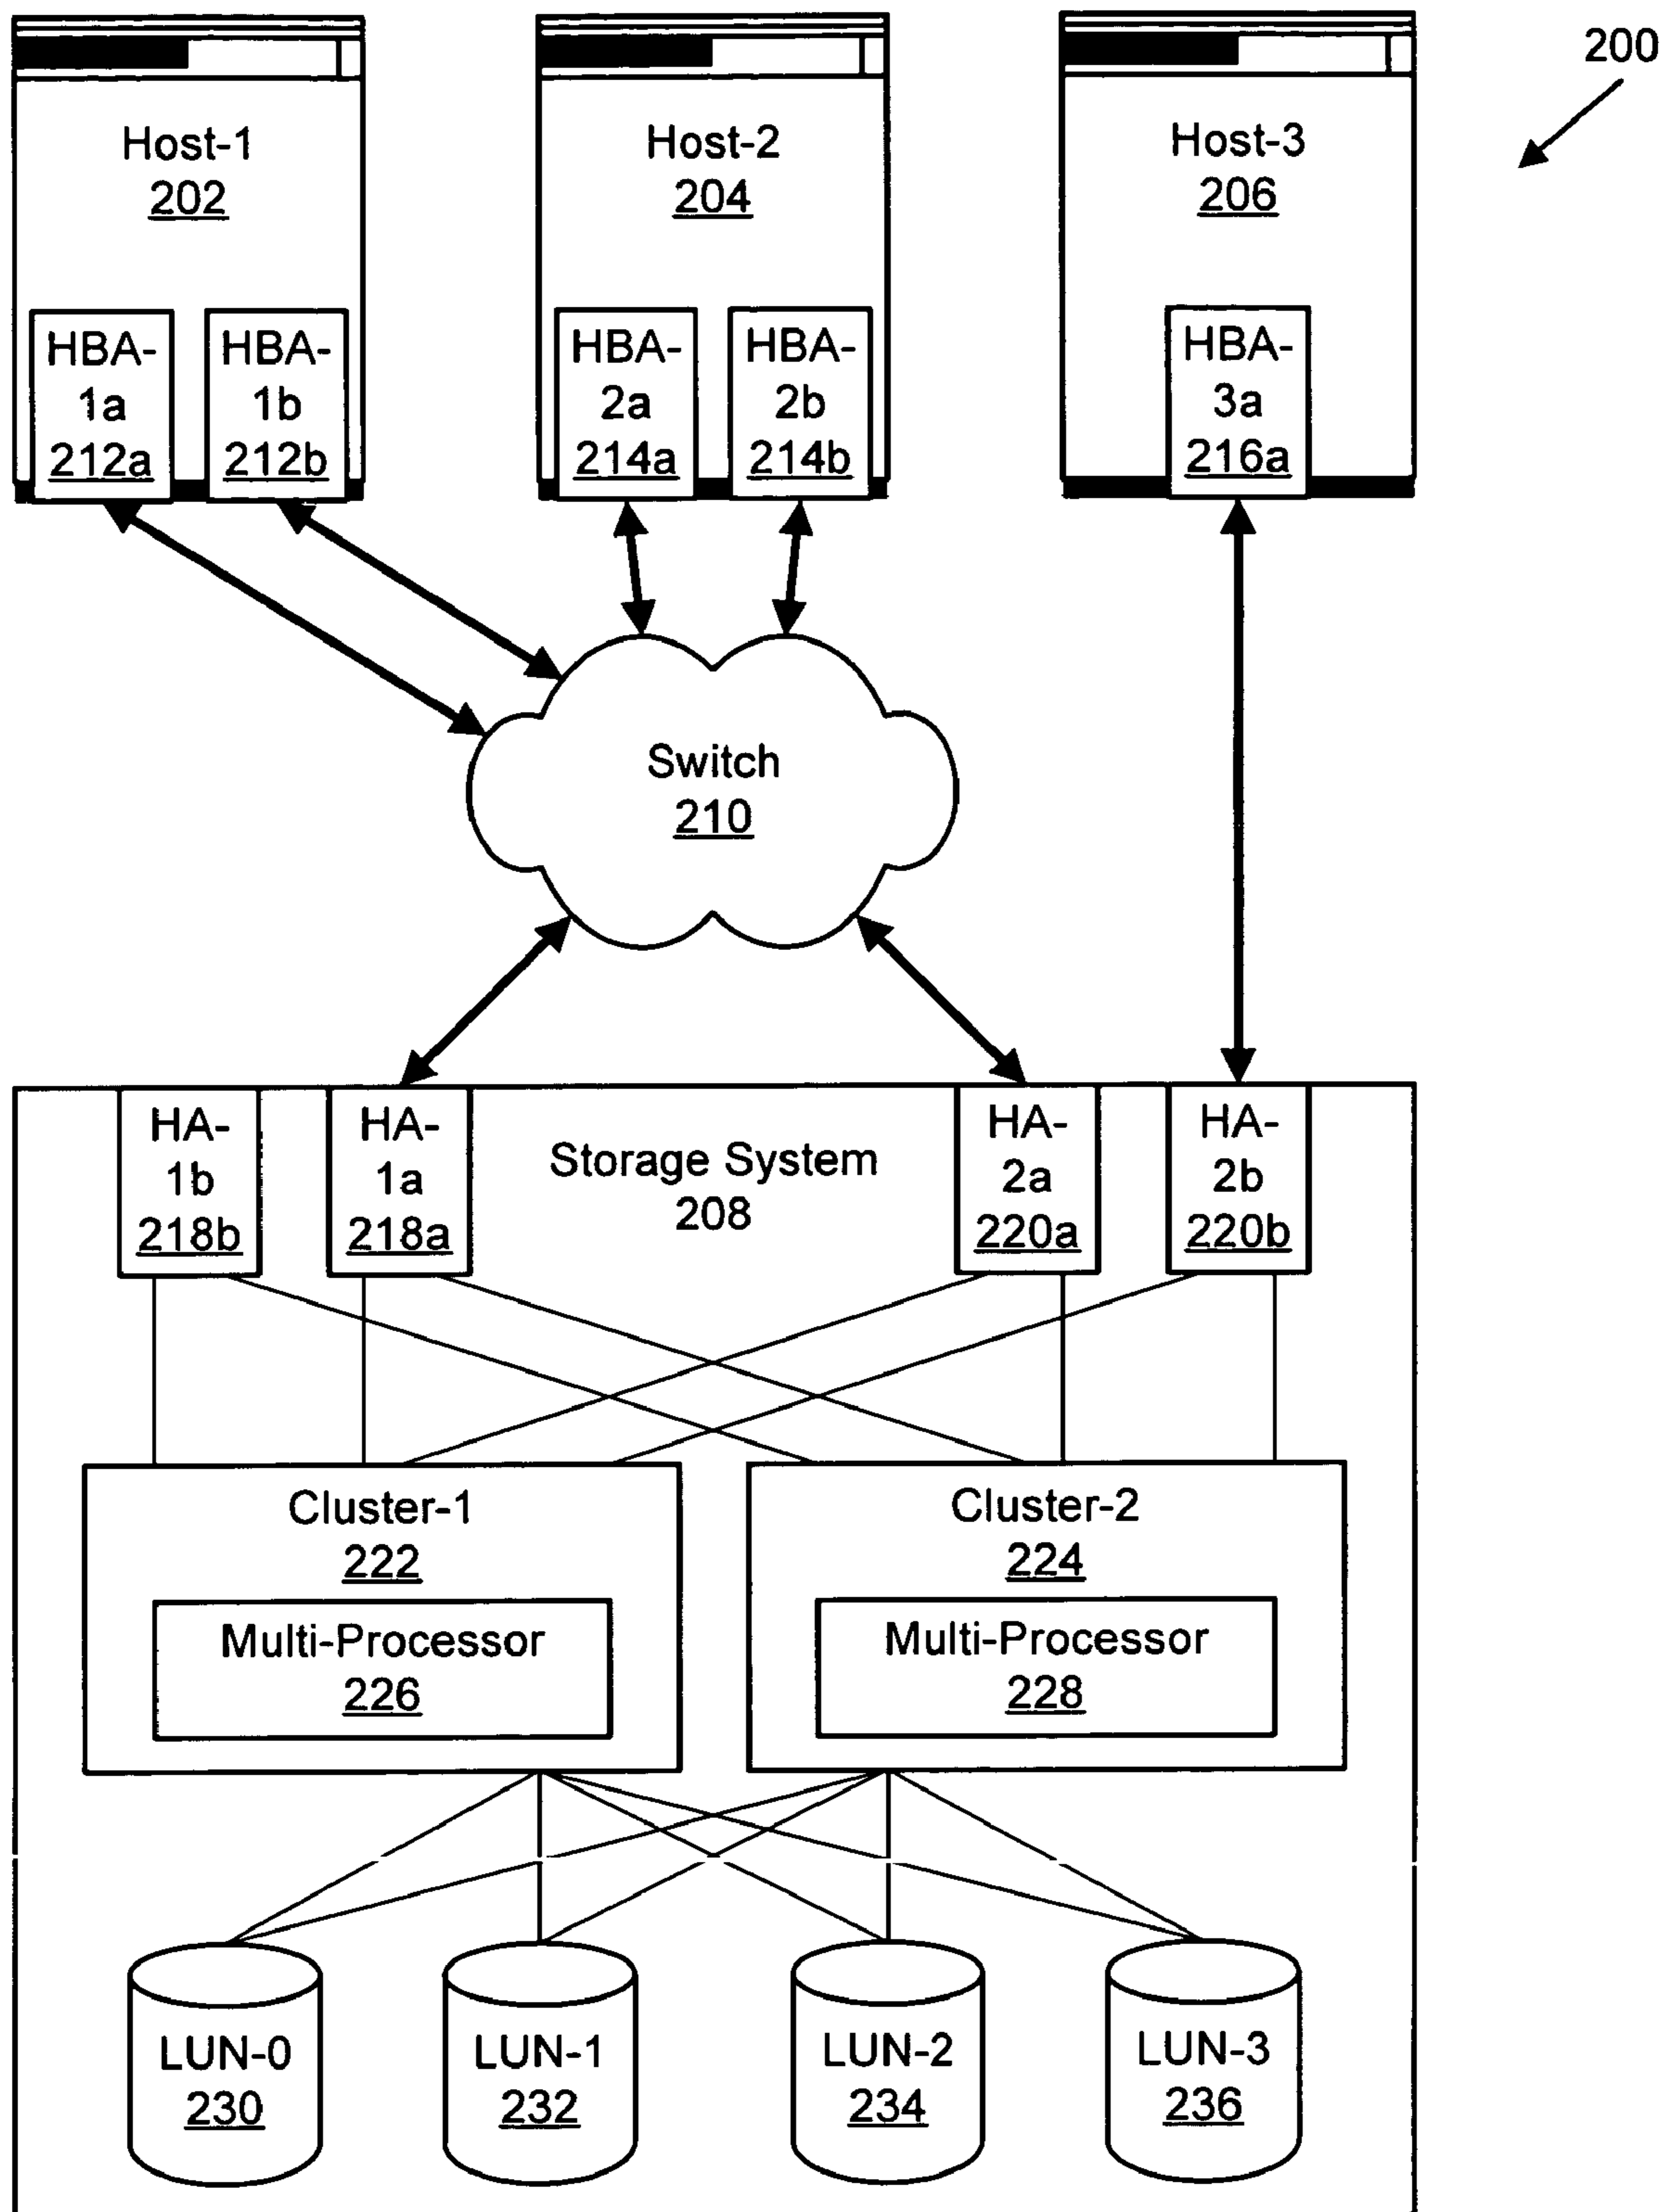 200
Host-1
202
Host-2
204
Host-3
206
HBA-
1a
212a
HBA-
1b
212b
HBA-
2a
214a
HBA-
2b
214b
HBA-
3a
216a
Switch
210
HA-
1b
218b
HA-
1a
218a
Storage System
208
HA-
2a
220a
HA-
2b
220b
Cluster-1
222
Multi-Processor
226
Cluster-2
224
Multi-Processor
228
LUN-0
230
LUN-1
232
LUN-2
234
LUN-3
236